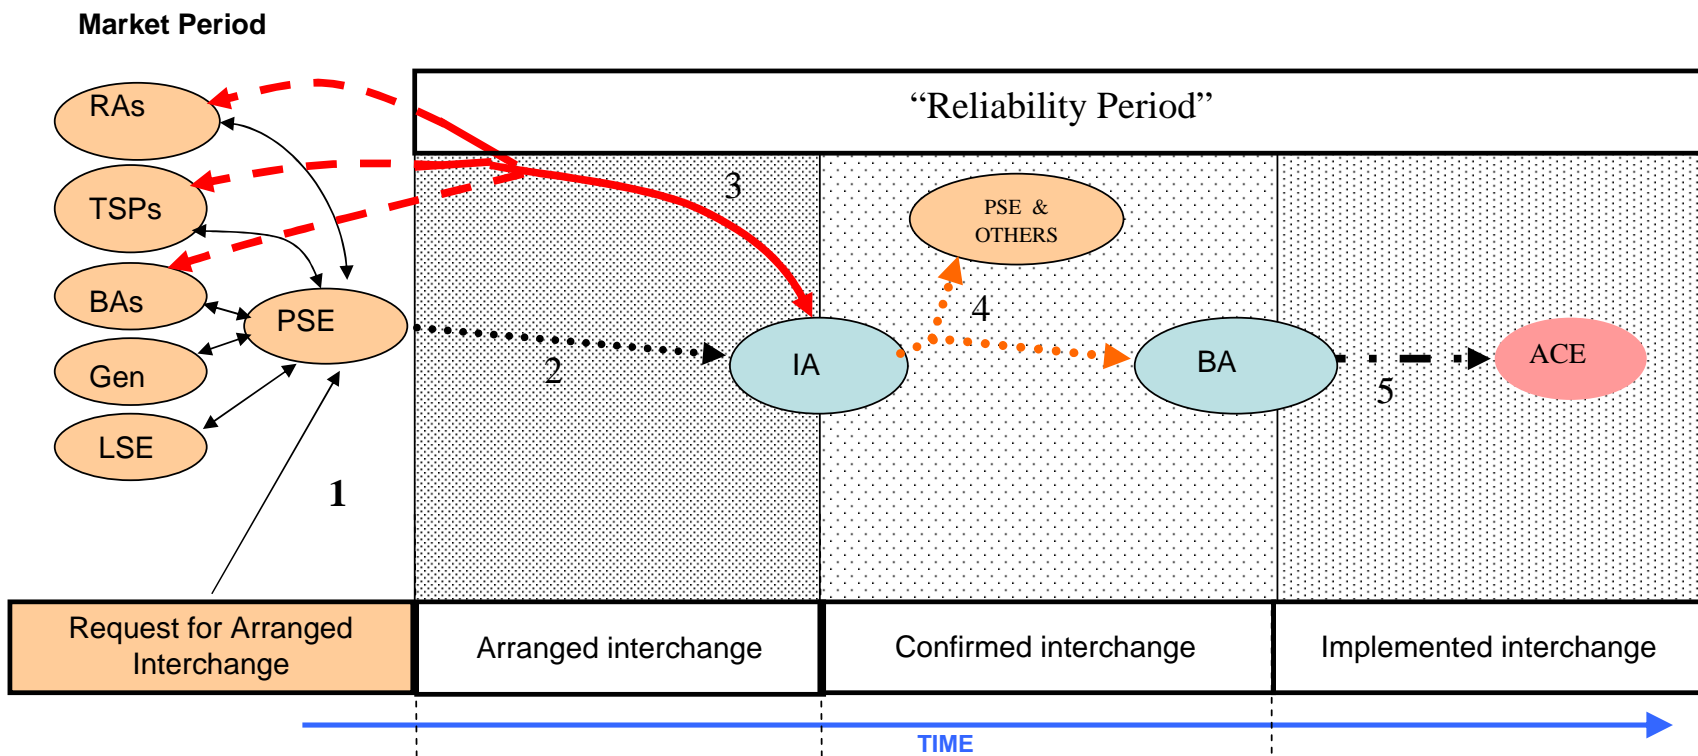 Market Period
“Reliability Period”
RAs
TSPs
BAs
Gen
LSE
PSE
1
2
3
IA
PSE & 
OTHERS
4
BA
5
ACE
Request for Arranged
Interchange
Arranged interchange
Confirmed interchange
Implemented interchange
TIME